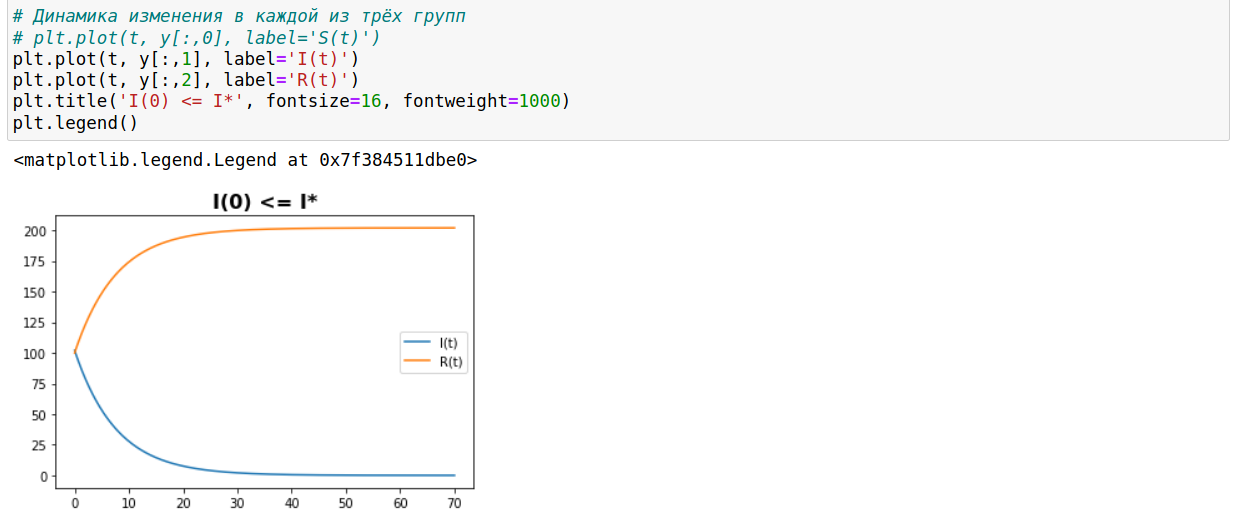 # Динамика изменения в каждой из трёх групп
# plt.plot(t, y[:,0], label='S(t)')
plt.plot(t, y[:,1], label='I(t)')
plt.plot(t, y[:,2], label='R(t)')
plt.title('I(0) <= I*', fontsize=16, fontweight=1000)
plt.legend()
<matplotlib.legend.Legend at 0x7f384511dbe0>
I(0) <= I*
200
175
150
125
100
75
50
25
0
I(t)
R(t)
0 10 20 30 40 50 60 70